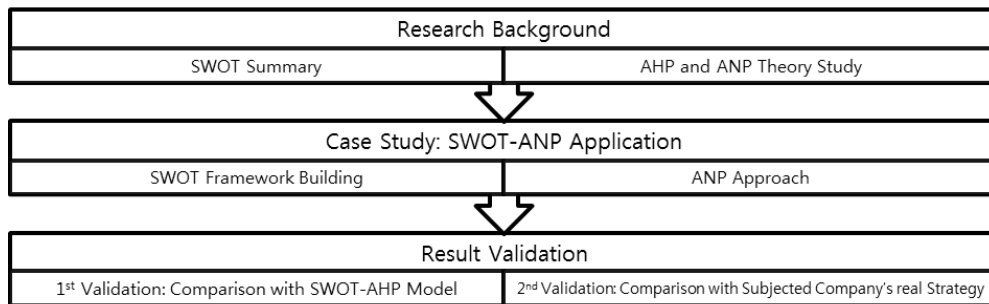 Research Background
SWOT Summary
AHP and ANP Theory Study
Case Study: SWOT-ANP Application
SWOT Framework Building
ANP Approach
Result Validation
1st Validation: Comparison with SWOT-AHP Model
2nd Validation: Comparison with Subjected Company's real Strategy